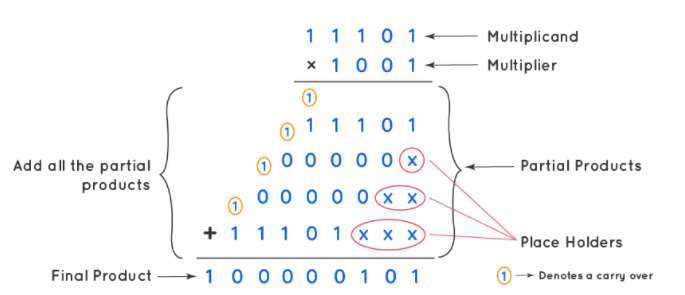 1 1 1 0 1 Multiplicand
× 1 0 0 1 Multiplier
1
1 1 1 1 0 1
Add all the partial products
1 0 0 0 0 0 x Partial Products
1 0 0 0 0 0 x x
+ 1 1 1 0 1 x x x Place Holders
Final Product 1 0 0 0 0 0 1 0 1 1 Denotes a carry over